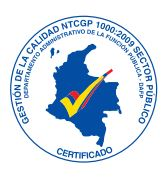 GESTIÓN DE LA CALIDAD NTCGP 1000:2009 SECTOR PÚBLICO
DEPARTAMENTO ADMINISTRATIVO DE LA FUNCIÓN PÚBLICA DAFP
CERTIFICADO